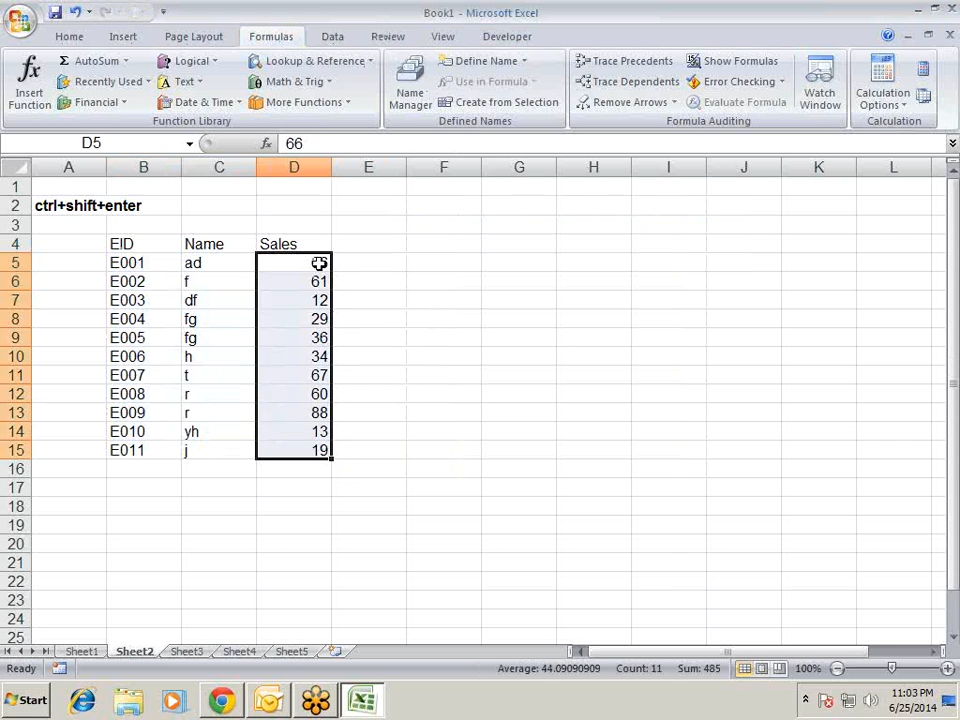 Book1 - Microsoft Excel
Home Insert Page Layout Formulas Data Review View Developer
fx Insert Function
Σ AutoSum
Recently Used
Financial
Logical
Text
Date & Time
Lookup & Reference
Math & Trig
More Functions
Function Library
Name Manager
Define Name
Use in Formula
Create from Selection
Defined Names
Trace Precedents
Trace Dependents
Remove Arrows
Show Formulas
Error Checking
Evaluate Formula
Formula Auditing
Watch Window
Calculation Options
Calculation
D5 fx 66
A B C D E F G H I J K L
1
2 ctrl+shift+enter
3
4 EID Name Sales
5 E001 ad
6 E002 f 61
7 E003 df 12
8 E004 fg 29
9 E005 fg 36
10 E006 h 34
11 E007 t 67
12 E008 r 60
13 E009 r 88
14 E010 yh 13
15 E011 j 19
16
17
18
19
20
21
22
23
24
25
Sheet1 Sheet2 Sheet3 Sheet4 Sheet5
Ready Average: 44.09090909 Count: 11 Sum: 485 100%
Start 11:03 PM
6/25/2014